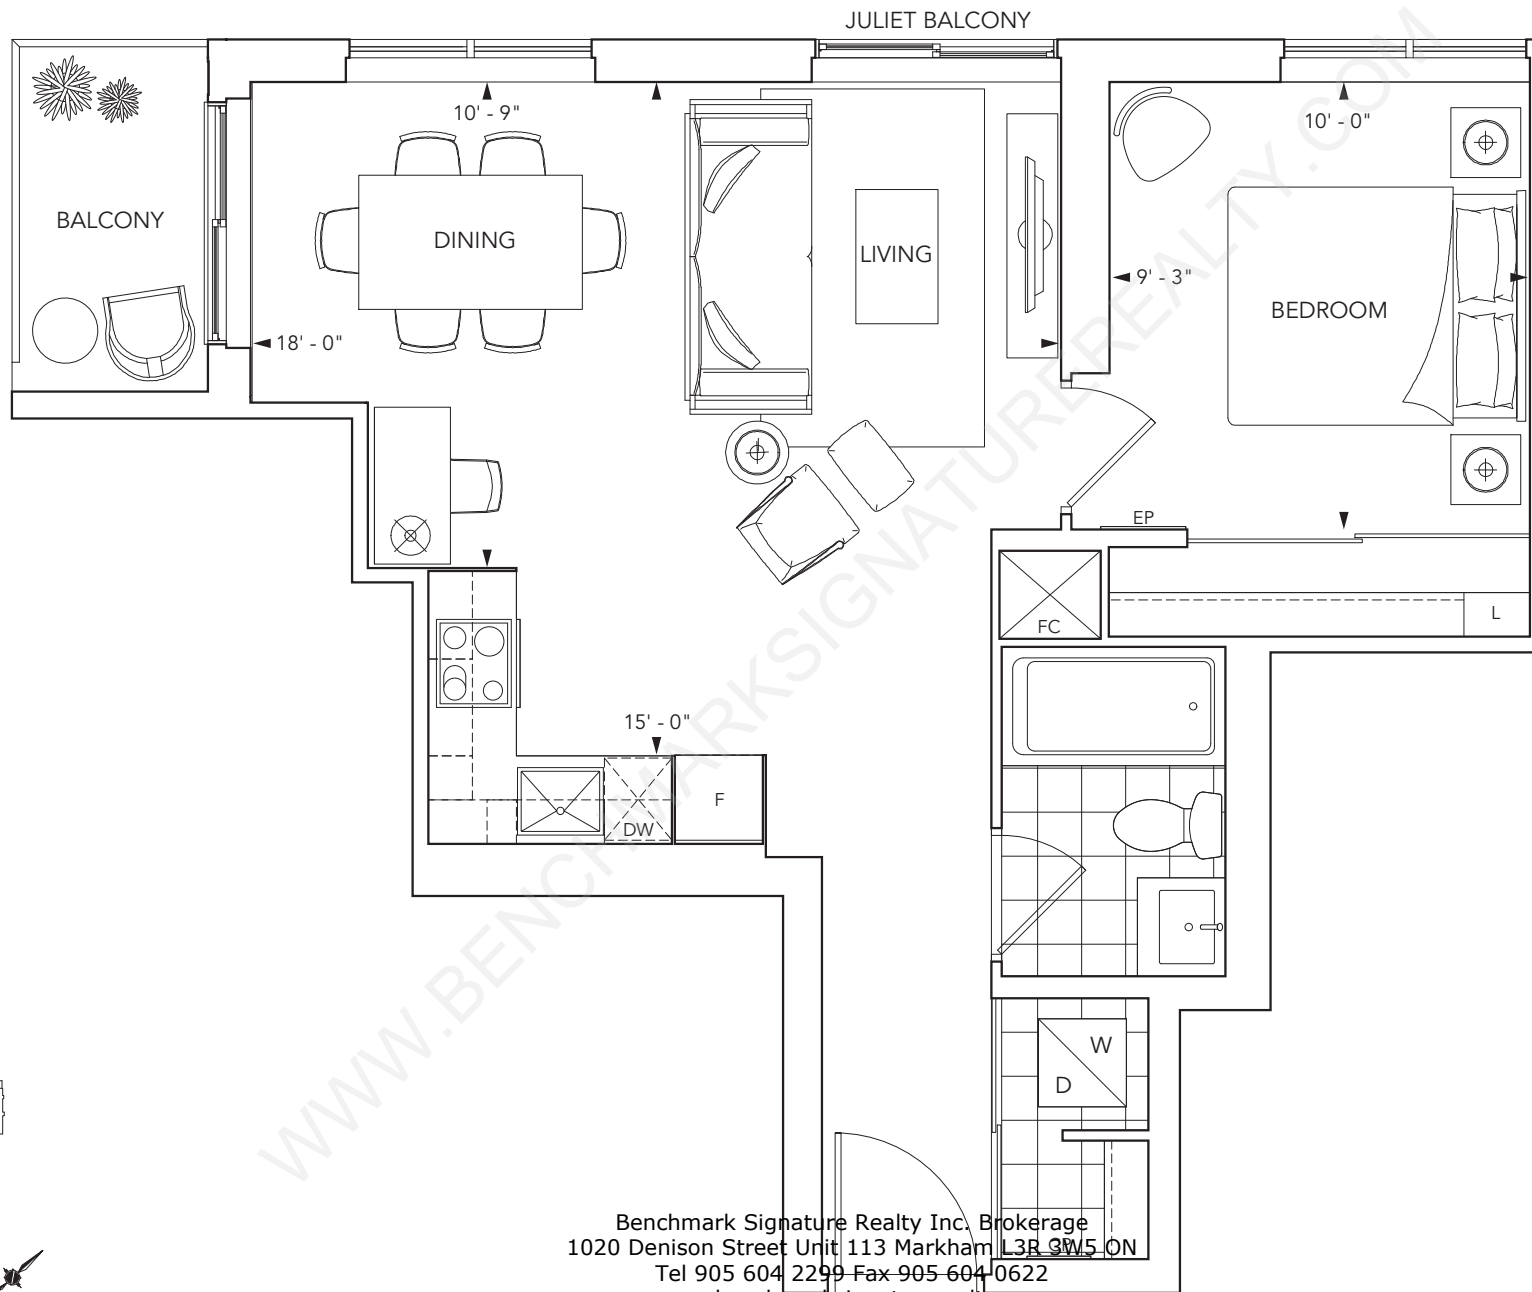 JULIET BALCONY
10' - 9"
10' - 0"
BALCONY
DINING
LIVING
9' - 3"
BEDROOM
18' - 0"
EP
FC
L
15' - 0"
F
DW
W
D
WWW.BENCHMARKSIGNATUREREALTY.COM
Benchmark Signature Realty Inc. Brokerage
1020 Denison Street Unit 113 Markham L3R 3W5 ON
Tel 905 604 2299 Fax 905 604 0622